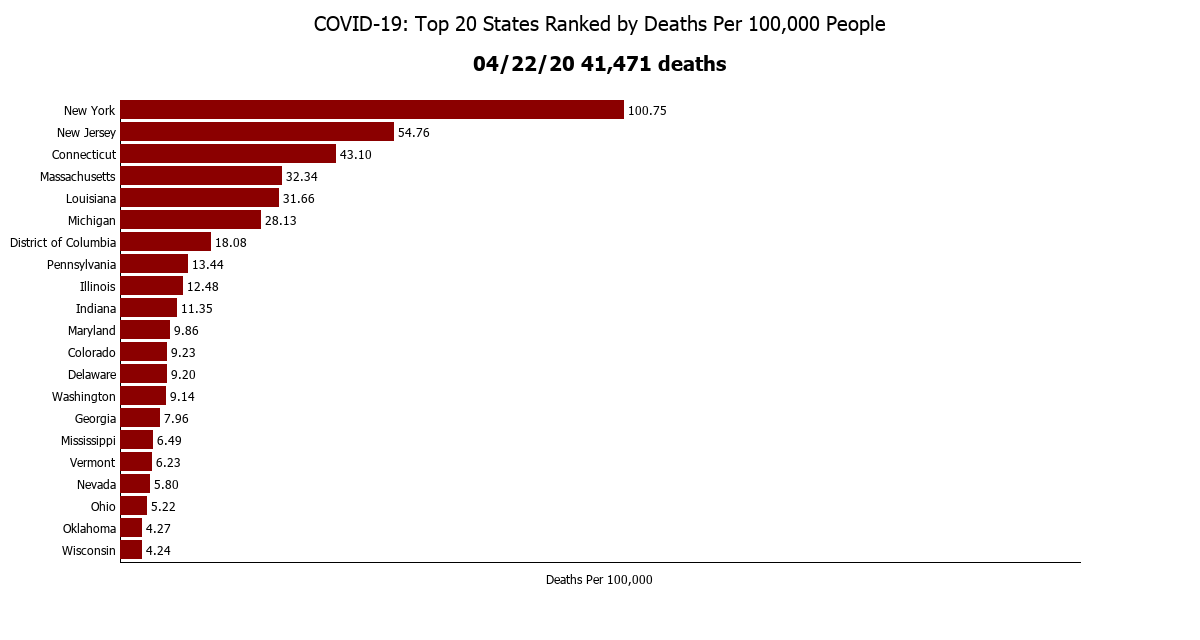 COVID-19: Top 20 States Ranked by Deaths Per 100,000 People
04/22/20 41,471 deaths
New York 100.75
New Jersey 54.76
Connecticut 43.10
Massachusetts 32.34
Louisiana 31.66
Michigan 28.13
District of Columbia 18.08
Pennsylvania 13.44
Illinois 12.48
Indiana 11.35
Maryland 9.86
Colorado 9.23
Delaware 9.20
Washington 9.14
Georgia 7.96
Mississippi 6.49
Vermont 6.23
Nevada 5.80
Ohio 5.22
Oklahoma 4.27
Wisconsin 4.24
Deaths Per 100,000